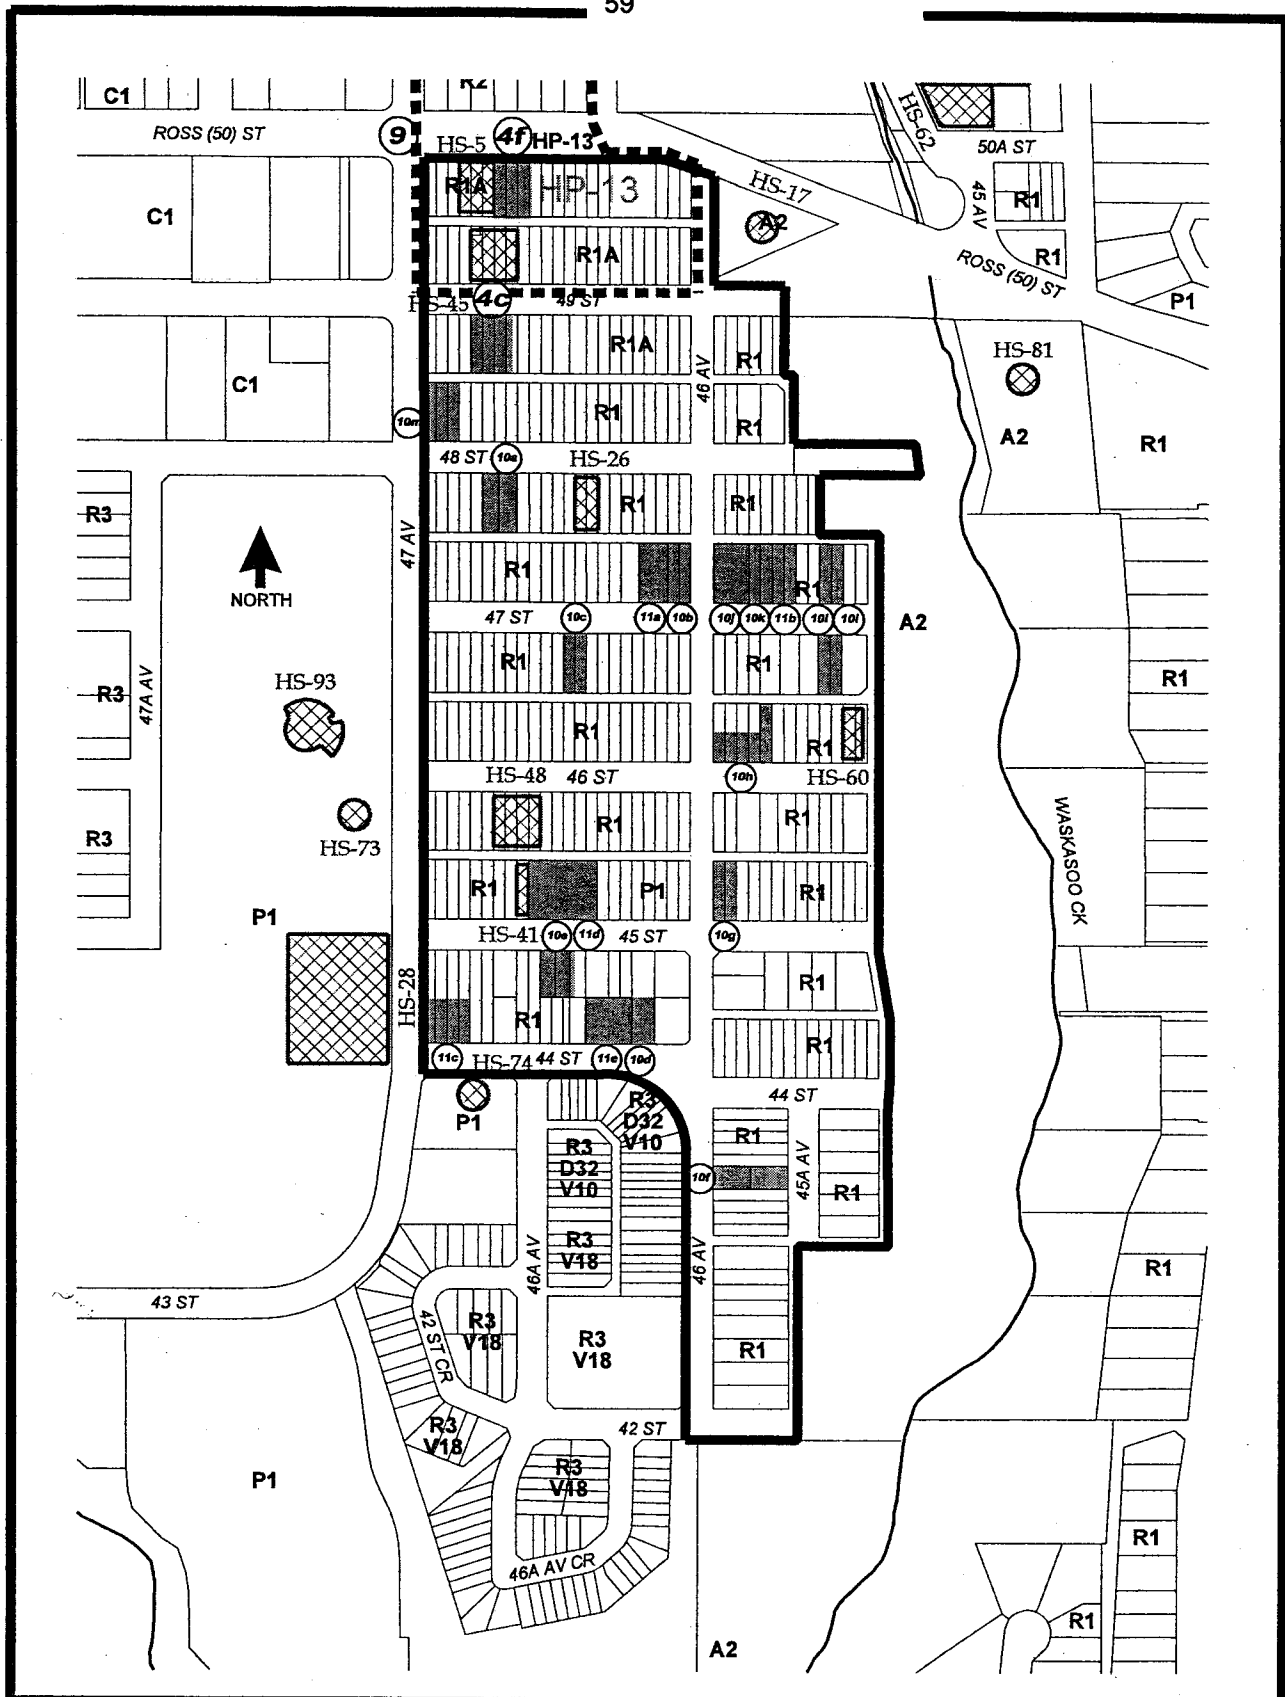 59
C1
R2
ROSS (50) ST
9
HS-5
4f
HP-13
HS-62
50A ST
R1A
HP-13
HS-17
45 AV
R1
C1
A2
R1A
R1
ROSS (50) ST
HS-45
4c
49 ST
P1
R1A
46 AV
R1
HS-81
C1
10m
R1
R1
A2
R1
48 ST
10a
HS-26
R3
R1
R1
47 AV
NORTH
R1
R1
47 ST
10c
11a
10b
10j
10k
11b
10l
10i
A2
R1
R1
R1
HS-93
R3
47A AV
R1
R1
HS-48
46 ST
10h
HS-60
R3
HS-73
R1
R1
WASKASOO CK
P1
R1
P1
R1
HS-41
10e
11d
45 ST
10g
HS-28
R1
R1
R1
11c
HS-74
44 ST
11e
10d
44 ST
P1
R3
D32
V10
R1
R3
D32
V10
10f
45A AV
R1
R3
V18
46A AV
46 AV
R1
43 ST
42 ST CR
R3
V18
R3
V18
R1
R3
V18
42 ST
P1
R3
V18
R1
46A AV CR
R1
A2